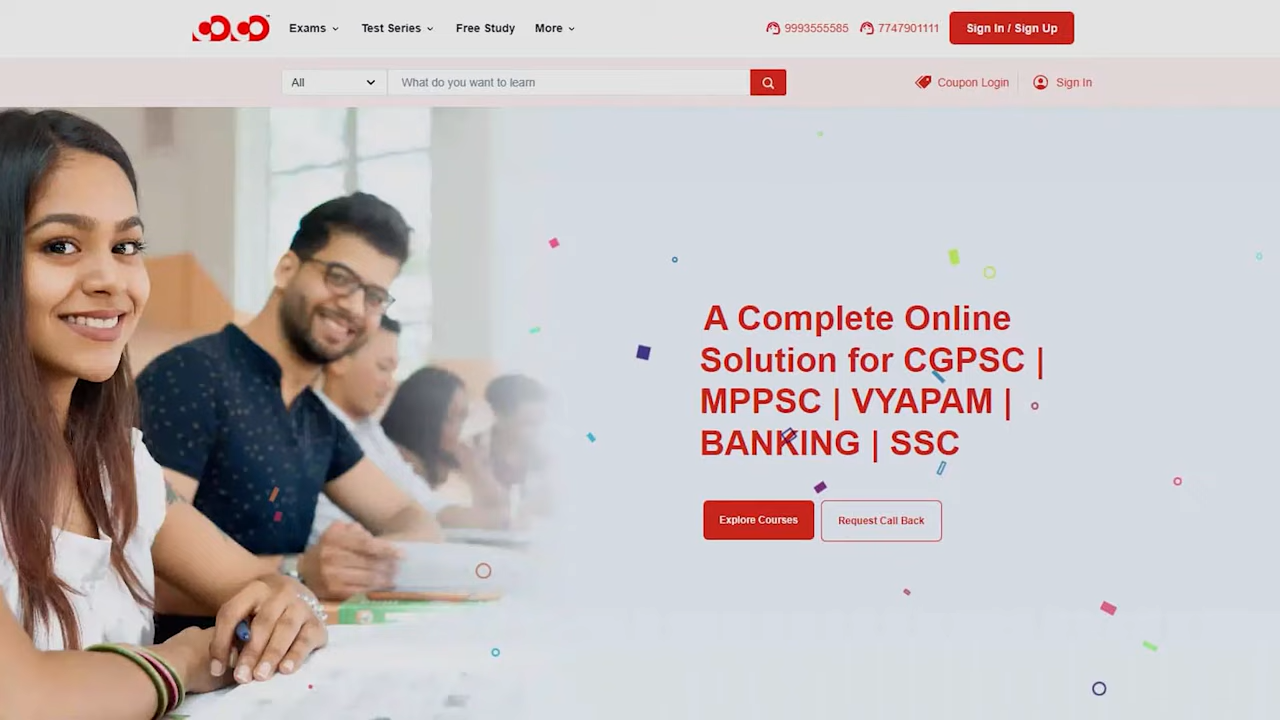 Exams
Test Series
Free Study
More
9993555585
7747901111
Sign In / Sign Up
All
What do you want to learn
Coupon Login
Sign In
A Complete Online
Solution for CGPSC |
MPPSC | VYAPAM |
BANKING | SSC
Explore Courses
Request Call Back